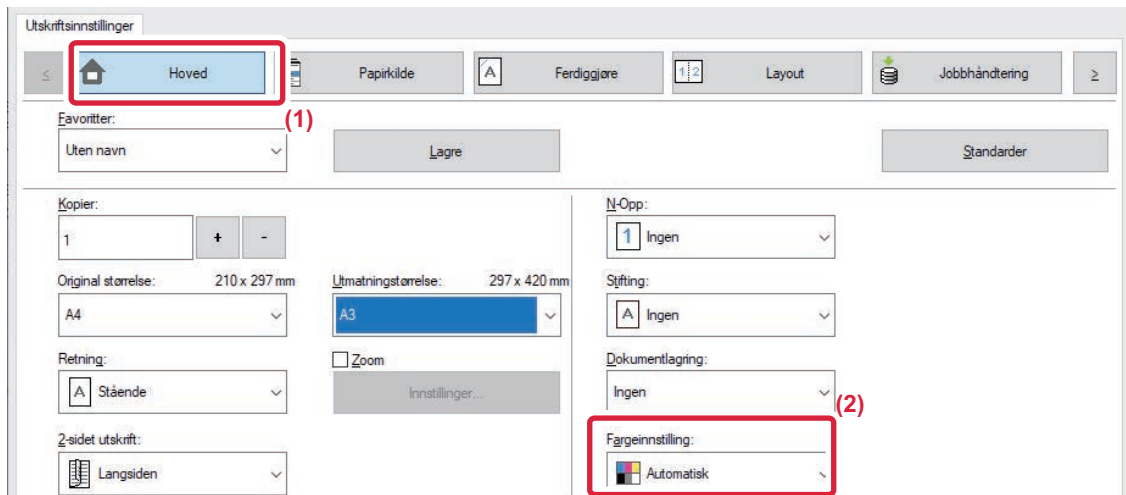 Utskriftsinnstillinger
≤ Hoved Papirkilde A Ferdiggjøre 1 2 Layout Jobbhåndtering ≥
(1)
Favoritter:
Uten navn Lagre Standarder
Kopier: N-Opp:
1 + - 1 Ingen
Original størrelse: 210 x 297 mm Utmatningstørrelse: 297 x 420 mm Stifting:
A4 A3 A Ingen
Retning: Zoom Dokumentlagring:
A Stående Innstillinger... Ingen
(2)
2-sidet utskrift: Fargeinnstilling:
Langsiden Automatisk